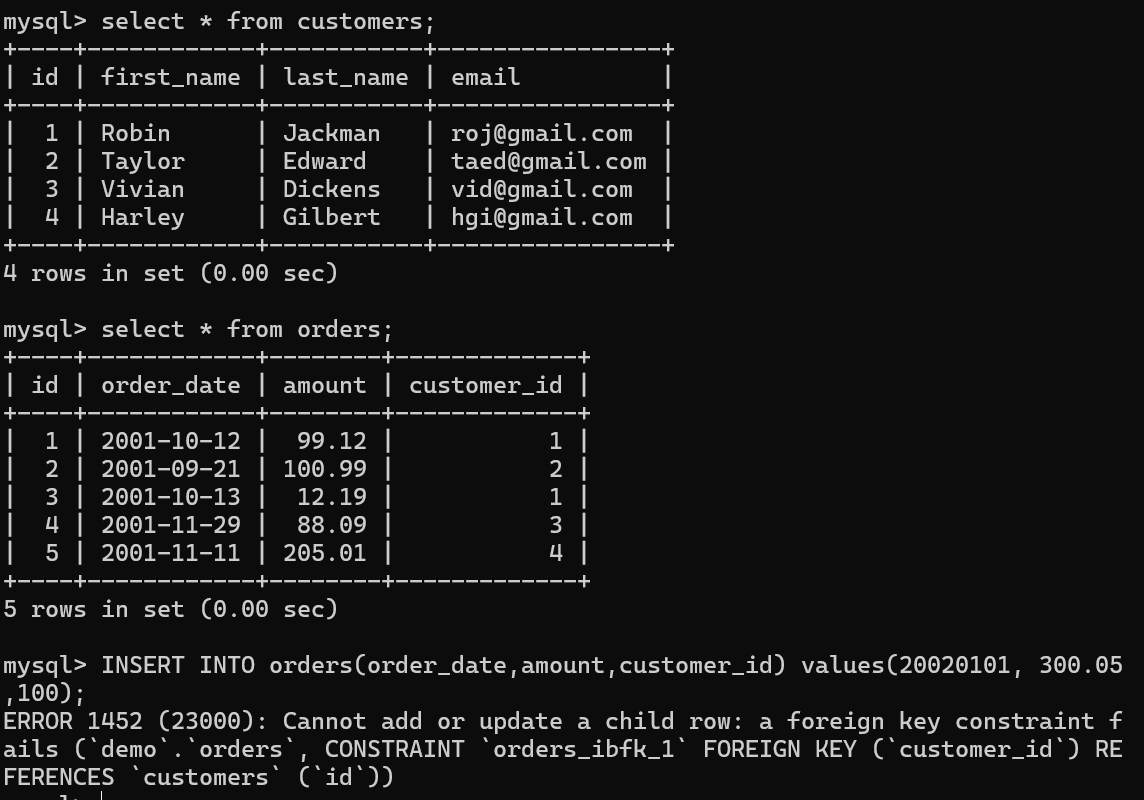 mysql> select * from customers;
+----+------------+-----------+----------------+
| id | first_name | last_name | email          |
+----+------------+-----------+----------------+
|  1 | Robin      | Jackman   | roj@gmail.com  |
|  2 | Taylor     | Edward    | taed@gmail.com |
|  3 | Vivian     | Dickens   | vid@gmail.com  |
|  4 | Harley     | Gilbert   | hgi@gmail.com  |
+----+------------+-----------+----------------+
4 rows in set (0.00 sec)
mysql> select * from orders;
+----+------------+--------+-------------+
| id | order_date | amount | customer_id |
+----+------------+--------+-------------+
|  1 | 2001-10-12 |  99.12 |           1 |
|  2 | 2001-09-21 | 100.99 |           2 |
|  3 | 2001-10-13 |  12.19 |           1 |
|  4 | 2001-11-29 |  88.09 |           3 |
|  5 | 2001-11-11 | 205.01 |           4 |
+----+------------+--------+-------------+
5 rows in set (0.00 sec)
mysql> INSERT INTO orders(order_date,amount,customer_id) values(20020101, 300.05
,100);
ERROR 1452 (23000): Cannot add or update a child row: a foreign key constraint f
ails (`demo`.`orders`, CONSTRAINT `orders_ibfk_1` FOREIGN KEY (`customer_id`) RE
FERENCES `customers` (`id`))